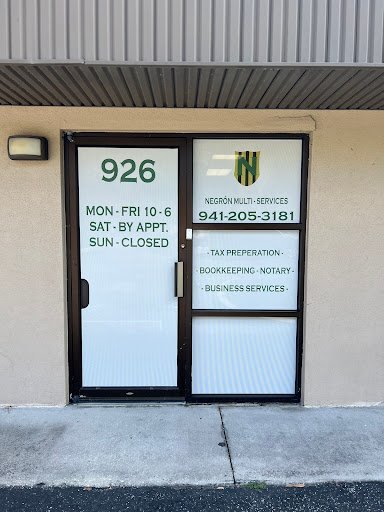 926
MON - FRI 10 - 6
SAT - BY APPT.
SUN - CLOSED
N
NEGRÓN MULTI - SERVICES
941-205-3181
- TAX PREPERATION -
- BOOKKEEPING - NOTARY -
- BUSINESS SERVICES -